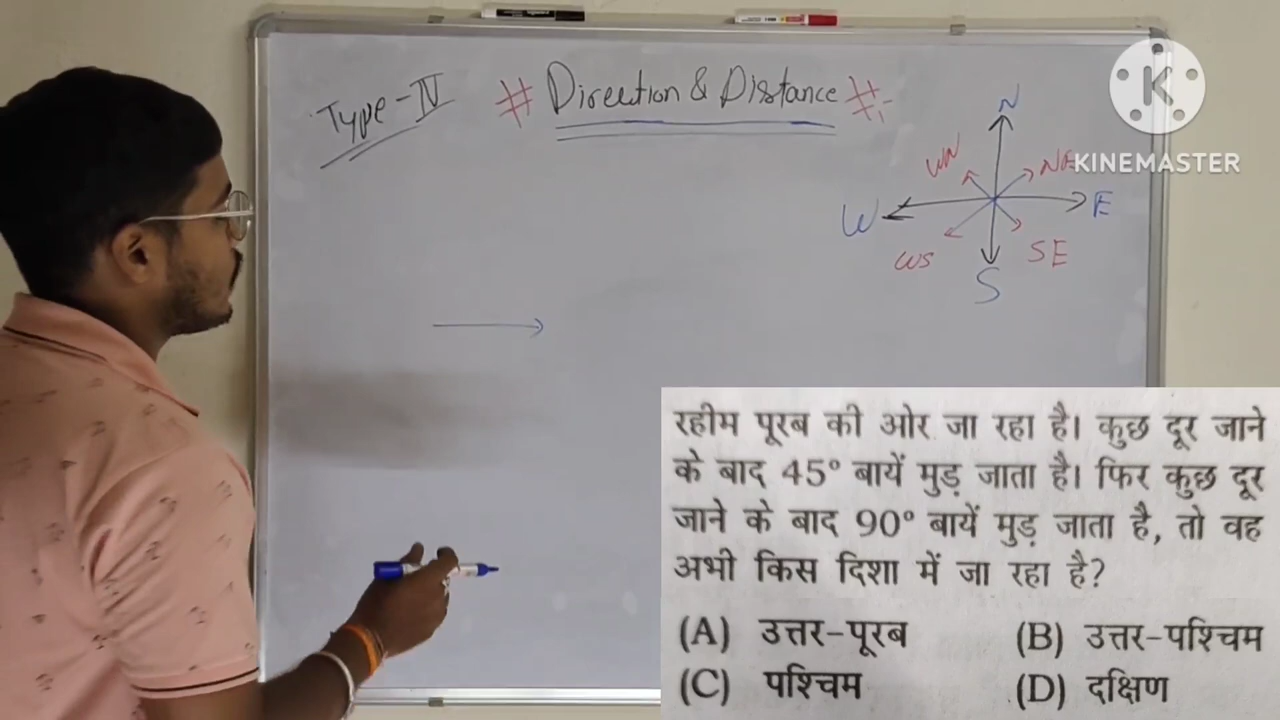 Type-IV # Direction & Distance #:-
N
WN NE
W E
WS SE
S
K
KINEMASTER
रहीम पूरब की ओर जा रहा है। कुछ दूर जाने
के बाद 45° बायें मुड़ जाता है। फिर कुछ दूर
जाने के बाद 90° बायें मुड़ जाता है, तो वह
अभी किस दिशा में जा रहा है?
(A) उत्तर-पूरब (B) उत्तर-पश्चिम
(C) पश्चिम (D) दक्षिण